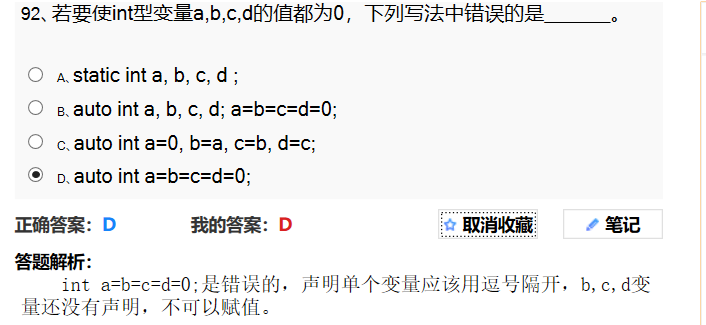 92、若要使int型变量a,b,c,d的值都为0，下列写法中错误的是______。
A、static int a, b, c, d ;
B、auto int a, b, c, d; a=b=c=d=0;
C、auto int a=0, b=a, c=b, d=c;
D、auto int a=b=c=d=0;
正确答案：D 我的答案：D 取消收藏 笔记
答题解析：
int a=b=c=d=0;是错误的，声明单个变量应该用逗号隔开，b,c,d变
量还没有声明，不可以赋值。